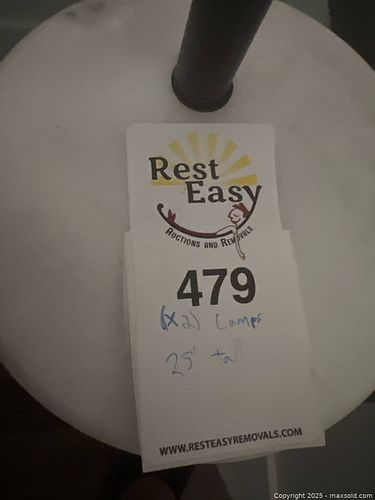 Rest
Easy
AUCTIONS AND REMOVALS
479
(x2) Lamps
25" tall
WWW.RESTEASYREMOVALS.COM
Copyright 2025 - maxsold.com